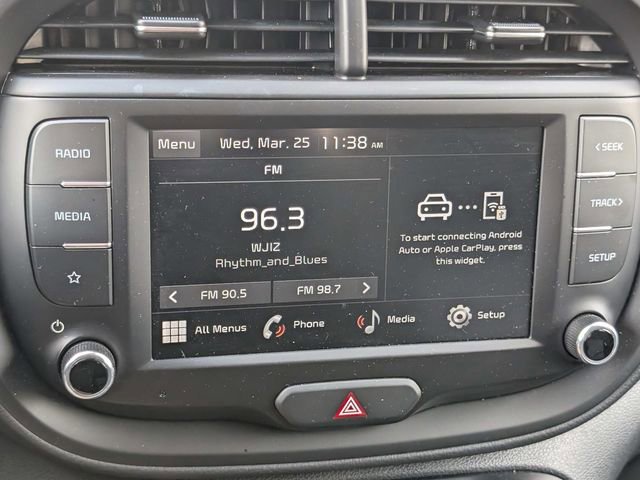 RADIO
MEDIA
Menu
Wed, Mar. 25 11:38 AM
FM
96.3
WJIZ
Rhythm_and_Blues
< FM 90.5
FM 98.7 >
To start connecting Android
Auto or Apple CarPlay, press
this widget.
All Menus
Phone
Media
Setup
< SEEK
TRACK >
SETUP